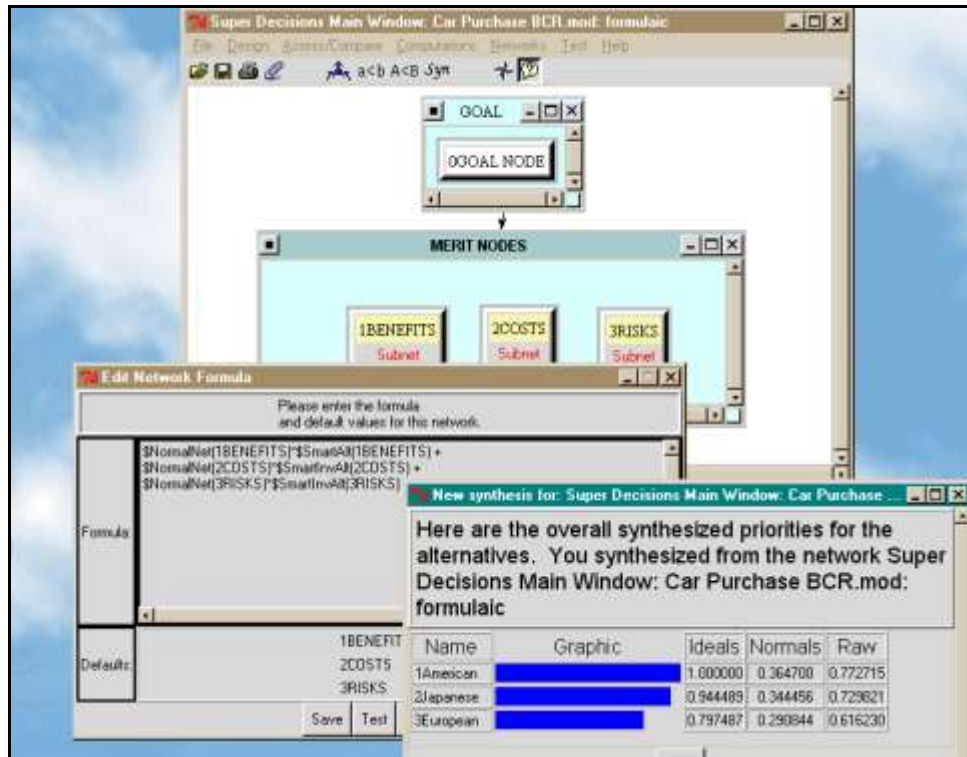 Super Decisions Main Window: Car Purchase BCR.mod: formulaic
File Design Assess/Compare Computations Networks Test Help
a<b A<B Syn
GOAL
0GOAL NODE
MERIT NODES
1BENEFITS 2COSTS 3RISKS
Subnet Subnet Subnet
Edit Network Formula
Please enter the formula
and default values for this network.
Formula:
$NormalNet(1BENEFITS)*$SmartAlt(1BENEFITS) +
$NormalNet(2COSTS)*$SmartInvAlt(2COSTS) +
$NormalNet(3RISKS)*$SmartInvAlt(3RISKS)
Defaults:
1BENEFIT
2COSTS
3RISKS
Save Test
New synthesis for: Super Decisions Main Window: Car Purchase ...
Here are the overall synthesized priorities for the
alternatives. You synthesized from the network Super
Decisions Main Window: Car Purchase BCR.mod:
formulaic
Name Graphic Ideals Normals Raw
1American 1.000000 0.364700 0.772715
2Japanese 0.944489 0.344456 0.729821
3European 0.797487 0.290844 0.616230